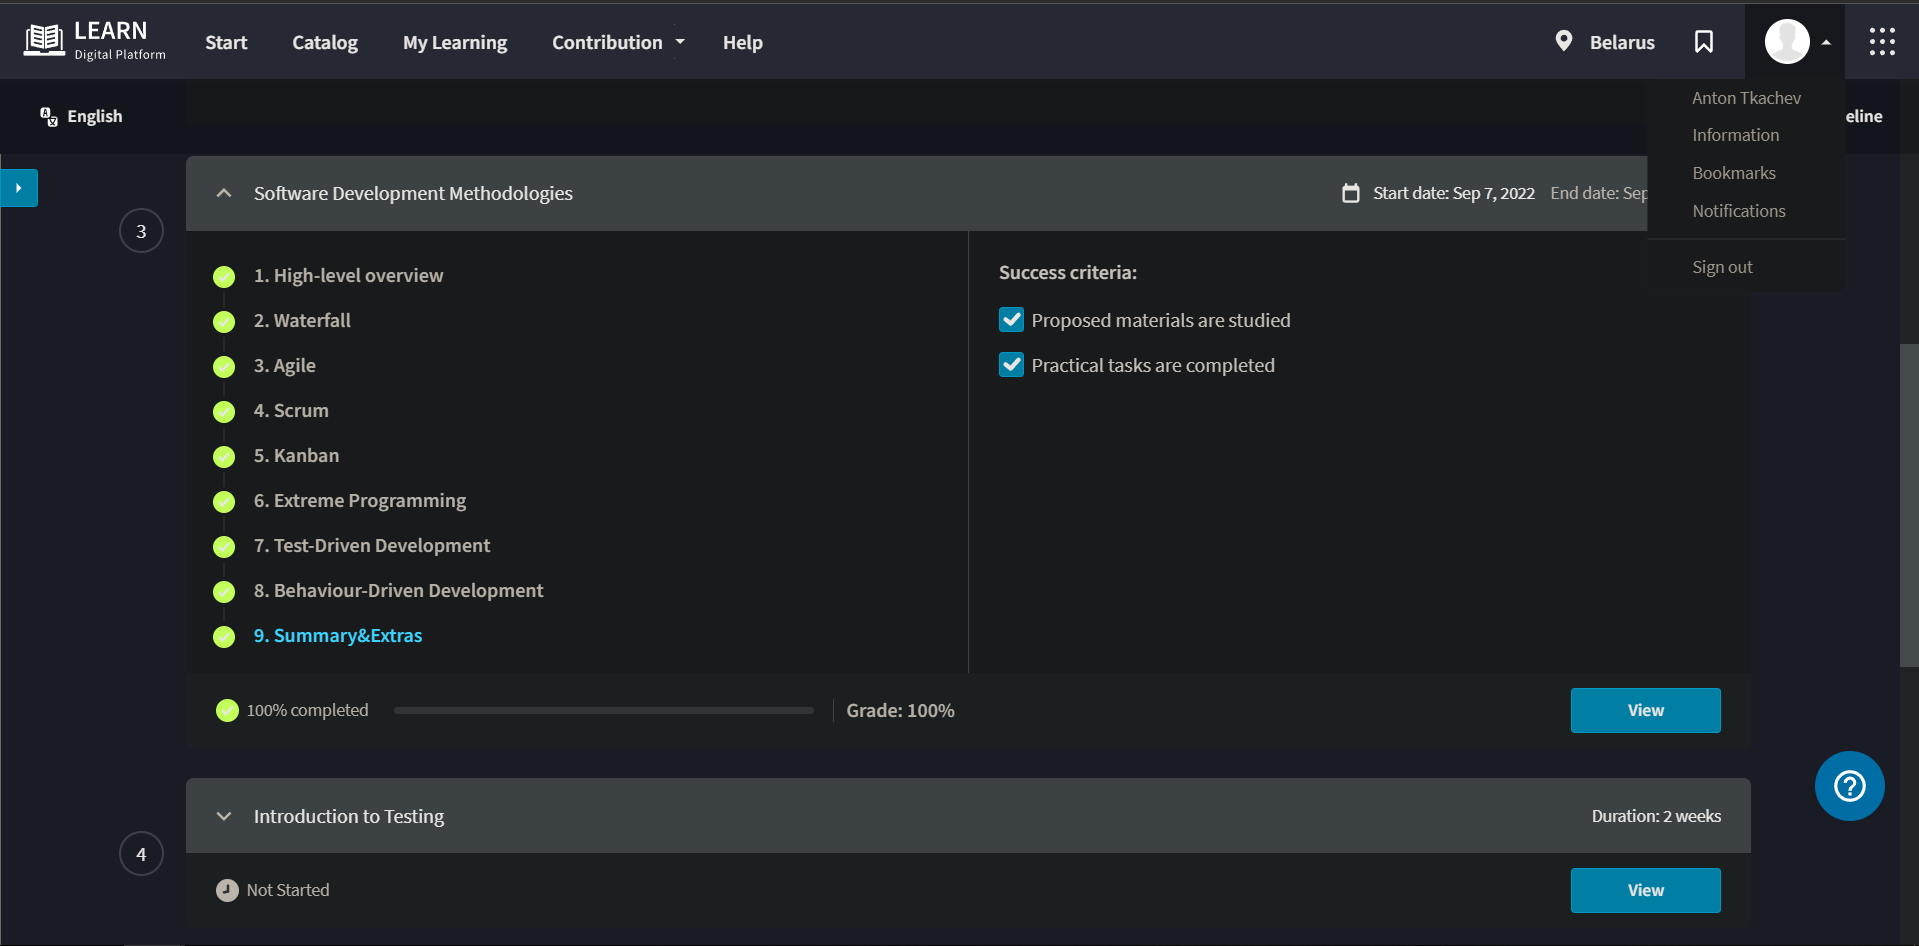 LEARN
Digital Platform
Start
Catalog
My Learning
Contribution
Help
Belarus
Anton Tkachev
Information
Bookmarks
Notifications
Sign out
English
eline
3
Software Development Methodologies
Start date: Sep 7, 2022
End date: Sep
1. High-level overview
2. Waterfall
3. Agile
4. Scrum
5. Kanban
6. Extreme Programming
7. Test-Driven Development
8. Behaviour-Driven Development
9. Summary&Extras
Success criteria:
Proposed materials are studied
Practical tasks are completed
100% completed
Grade: 100%
View
4
Introduction to Testing
Duration: 2 weeks
Not Started
View